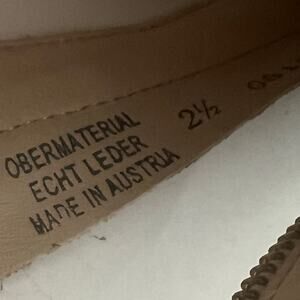 OBERMATERIAL
ECHT LEDER
MADE IN AUSTRIA
2½